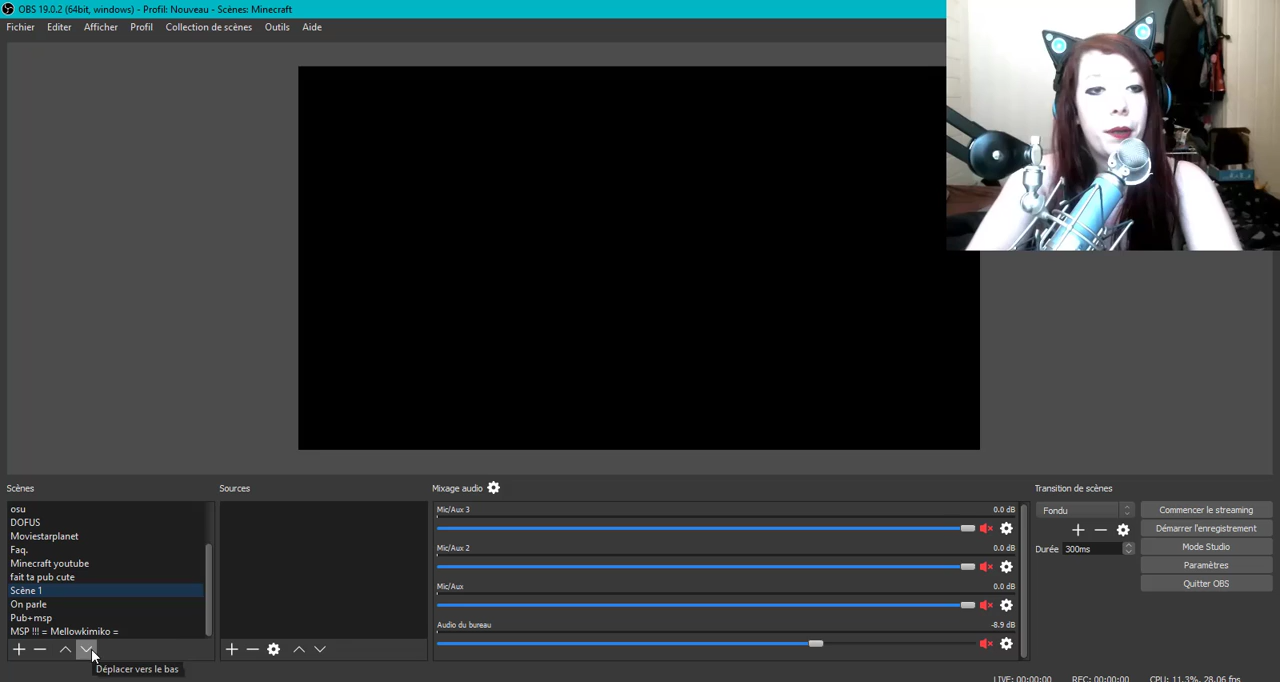 OBS 19.0.2 (64bit, windows) - Profil: Nouveau - Scènes: Minecraft
Fichier Editer Afficher Profil Collection de scènes Outils Aide
Scènes
osu
DOFUS
Moviestarplanet
Faq.
Minecraft youtube
fait ta pub cute
Scène 1
On parle
Pub+msp
MSP !!! = Mellowkimiko =
Déplacer vers le bas
Sources
Mixage audio
Mic/Aux 3 0.0 dB
Mic/Aux 2 0.0 dB
Mic/Aux 0.0 dB
Audio du bureau -8.9 dB
Transition de scènes
Fondu
Durée 300ms
Commencer le streaming
Démarrer l'enregistrement
Mode Studio
Paramètres
Quitter OBS
LIVE: 00:00:00 REC: 00:00:00 CPU: 11.3%, 28.06 fps